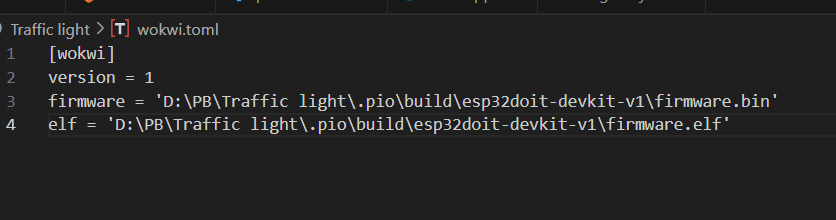 Traffic light > [T] wokwi.toml
1 [wokwi]
2 version = 1
3 firmware = 'D:\PB\Traffic light\.pio\build\esp32doit-devkit-v1\firmware.bin'
4 elf = 'D:\PB\Traffic light\.pio\build\esp32doit-devkit-v1\firmware.elf'